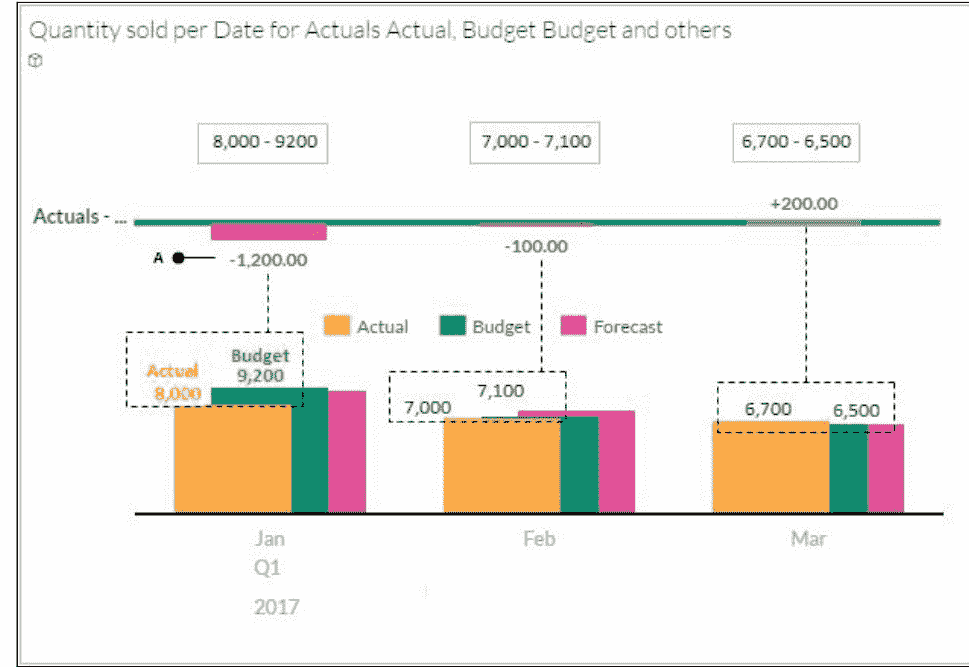 Quantity sold per Date for Actuals Actual, Budget Budget and others
8,000 - 9200
7,000 - 7,100
6,700 - 6,500
Actuals - ...
+200.00
-100.00
A
-1,200.00
Actual
Budget
Forecast
Budget
9,200
Actual
8,000
7,100
7,000
6,700
6,500
Jan
Feb
Mar
Q1
2017